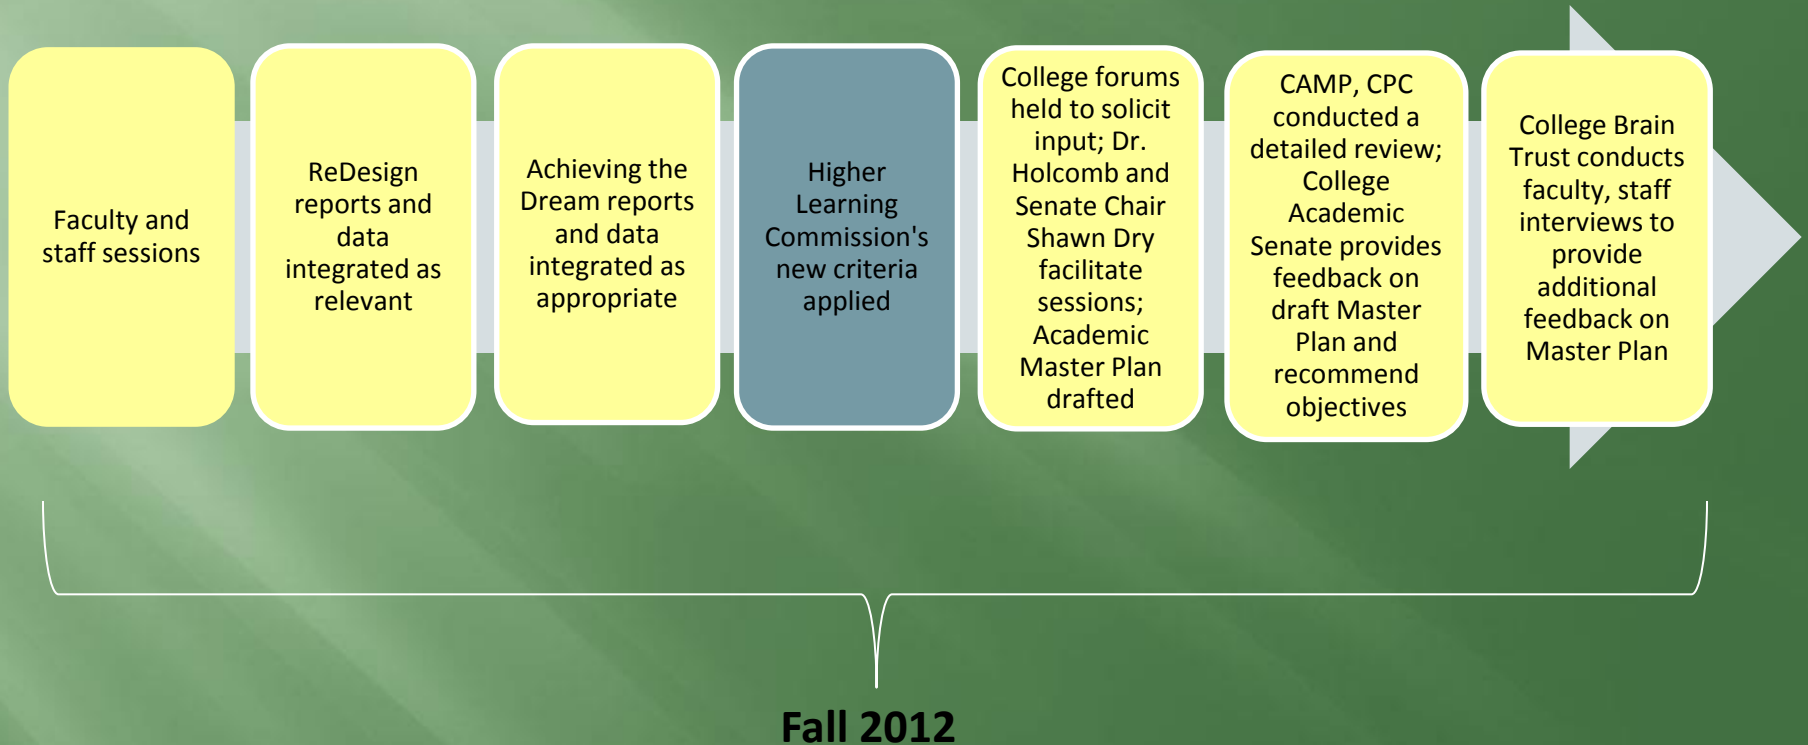 Faculty and
staff sessions
ReDesign
reports and
data
integrated as
relevant
Achieving the
Dream reports
and data
integrated as
appropriate
Higher
Learning
Commission's
new criteria
applied
College forums
held to solicit
input; Dr.
Holcomb and
Senate Chair
Shawn Dry
facilitate
sessions;
Academic
Master Plan
drafted
CAMP, CPC
conducted a
detailed review;
College
Academic
Senate provides
feedback on
draft Master
Plan and
recommend
objectives
College Brain
Trust conducts
faculty, staff
interviews to
provide
additional
feedback on
Master Plan
Fall 2012